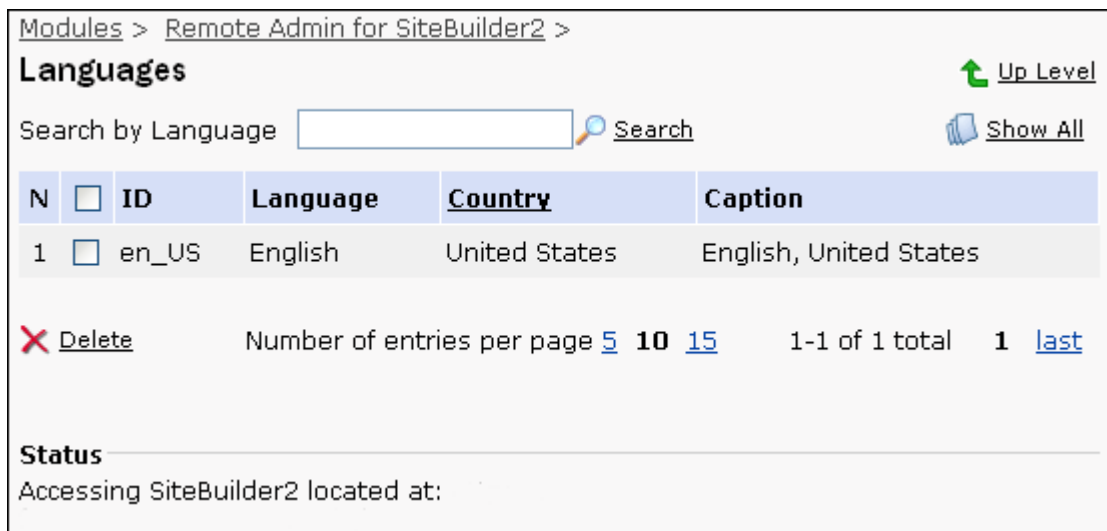 Modules > Remote Admin for SiteBuilder2 >
Languages Up Level
Search by Language Search Show All
N ID Language Country Caption
1 en_US English United States English, United States
Delete Number of entries per page 5 10 15 1-1 of 1 total 1 last
Status
Accessing SiteBuilder2 located at: